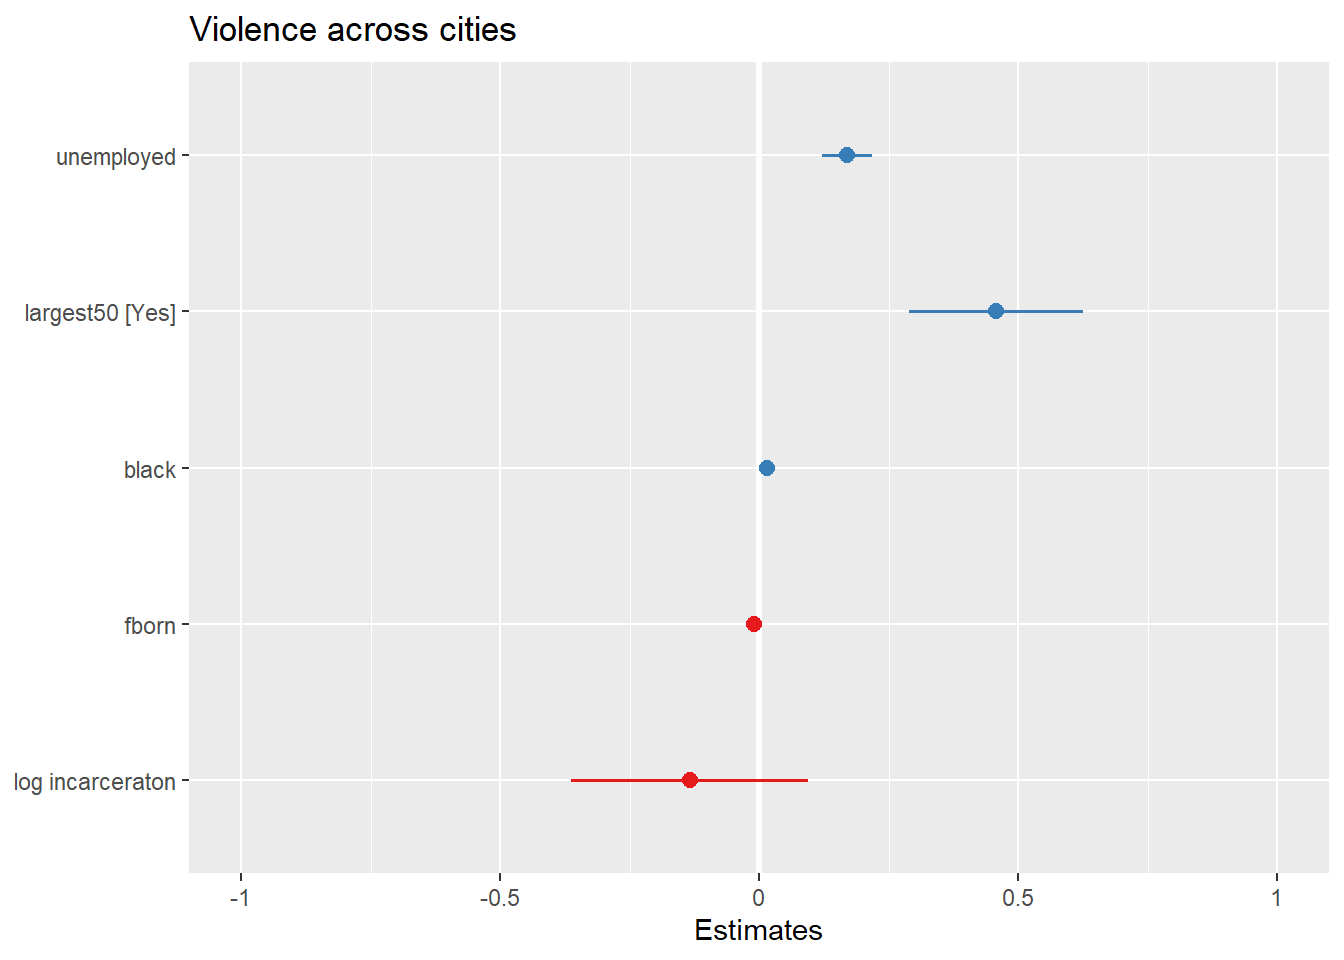 Violence across cities
unemployed
largest50 [Yes]
black
fborn
log incarceraton
-1 -0.5 0 0.5 1
Estimates